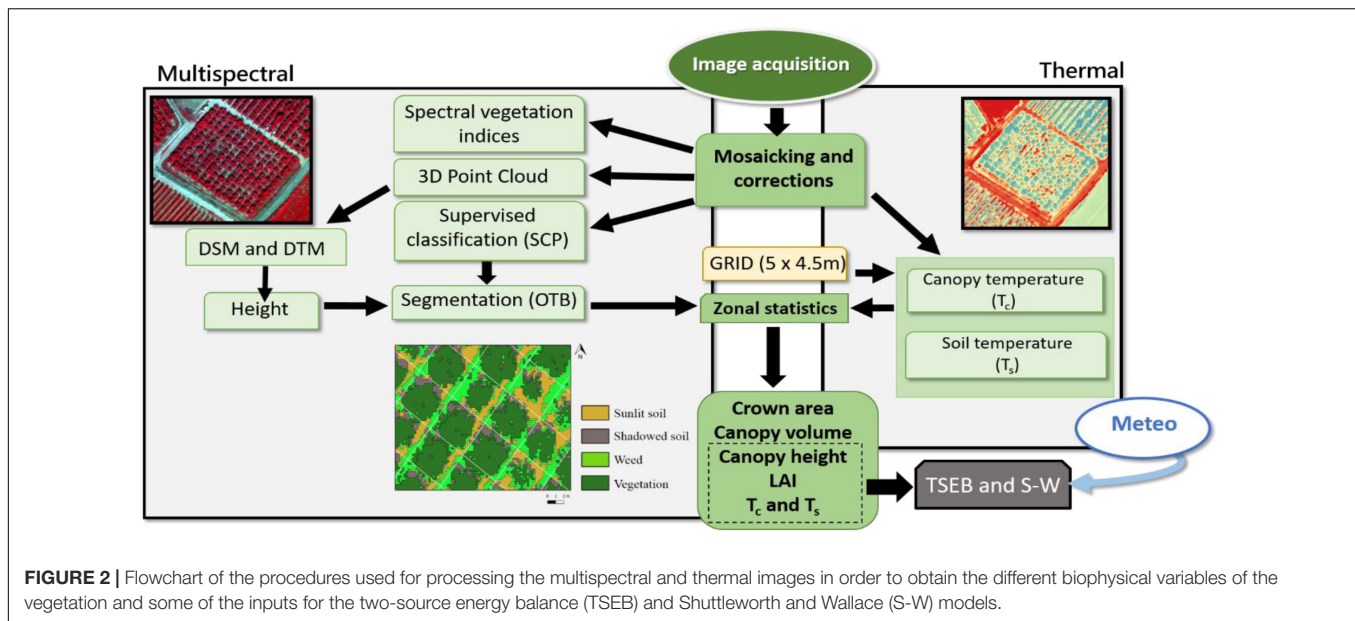 Multispectral
Image acquisition
Thermal
Spectral vegetation
indices
3D Point Cloud
Supervised
classification (SCP)
Mosaicking and
corrections
DSM and DTM
Height
Segmentation (OTB)
GRID (5 x 4.5m)
Zonal statistics
Canopy temperature
(Tc)
Soil temperature
(Ts)
N
Sunlit soil
Shadowed soil
Weed
Vegetation
Crown area
Canopy volume
Canopy height
LAI
Tc and Ts
Meteo
TSEB and S-W
FIGURE 2 | Flowchart of the procedures used for processing the multispectral and thermal images in order to obtain the different biophysical variables of the
vegetation and some of the inputs for the two-source energy balance (TSEB) and Shuttleworth and Wallace (S-W) models.